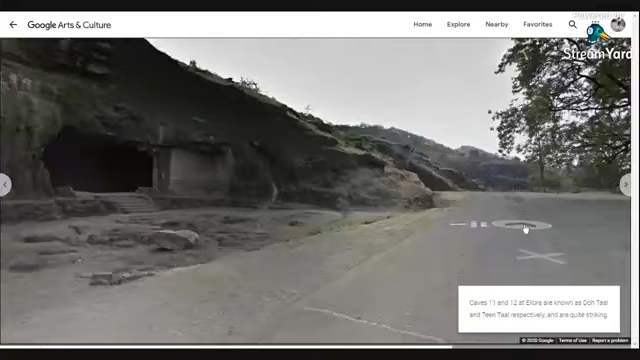 Google Arts & Culture
Home
Explore
Nearby
Favorites
StreamYard
Caves 11 and 12 at Ellora are known as Doh Taal
and Teen Taal respectively, and are quite striking.
© 2020 Google
Terms of Use
Report a problem